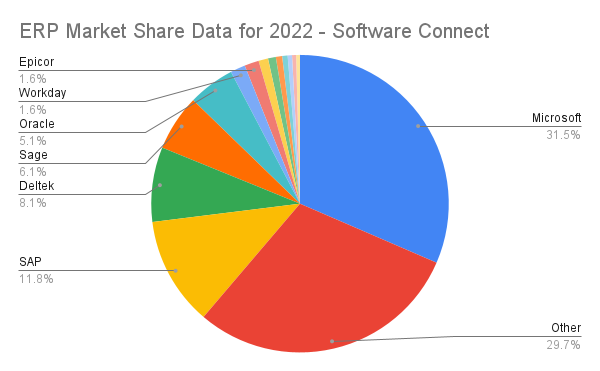 ERP Market Share Data for 2022 - Software Connect
Epicor
1.6%
Workday
1.6%
Oracle
5.1%
Sage
6.1%
Deltek
8.1%
SAP
11.8%
Microsoft
31.5%
Other
29.7%